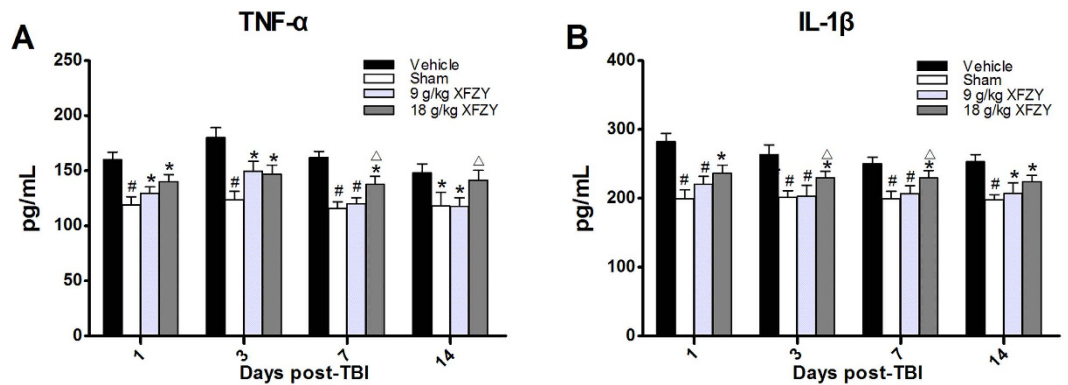 A
TNF-α
250
200
150
100
50
0
pg/mL
Vehicle
Sham
9 g/kg XFZY
18 g/kg XFZY
# * *
# * *
# # * △
* * △
1 3 7 14
Days post-TBI
B
IL-1β
400
300
200
100
0
pg/mL
Vehicle
Sham
9 g/kg XFZY
18 g/kg XFZY
# # *
# # * △
# # * △
# * *
1 3 7 14
Days post-TBI